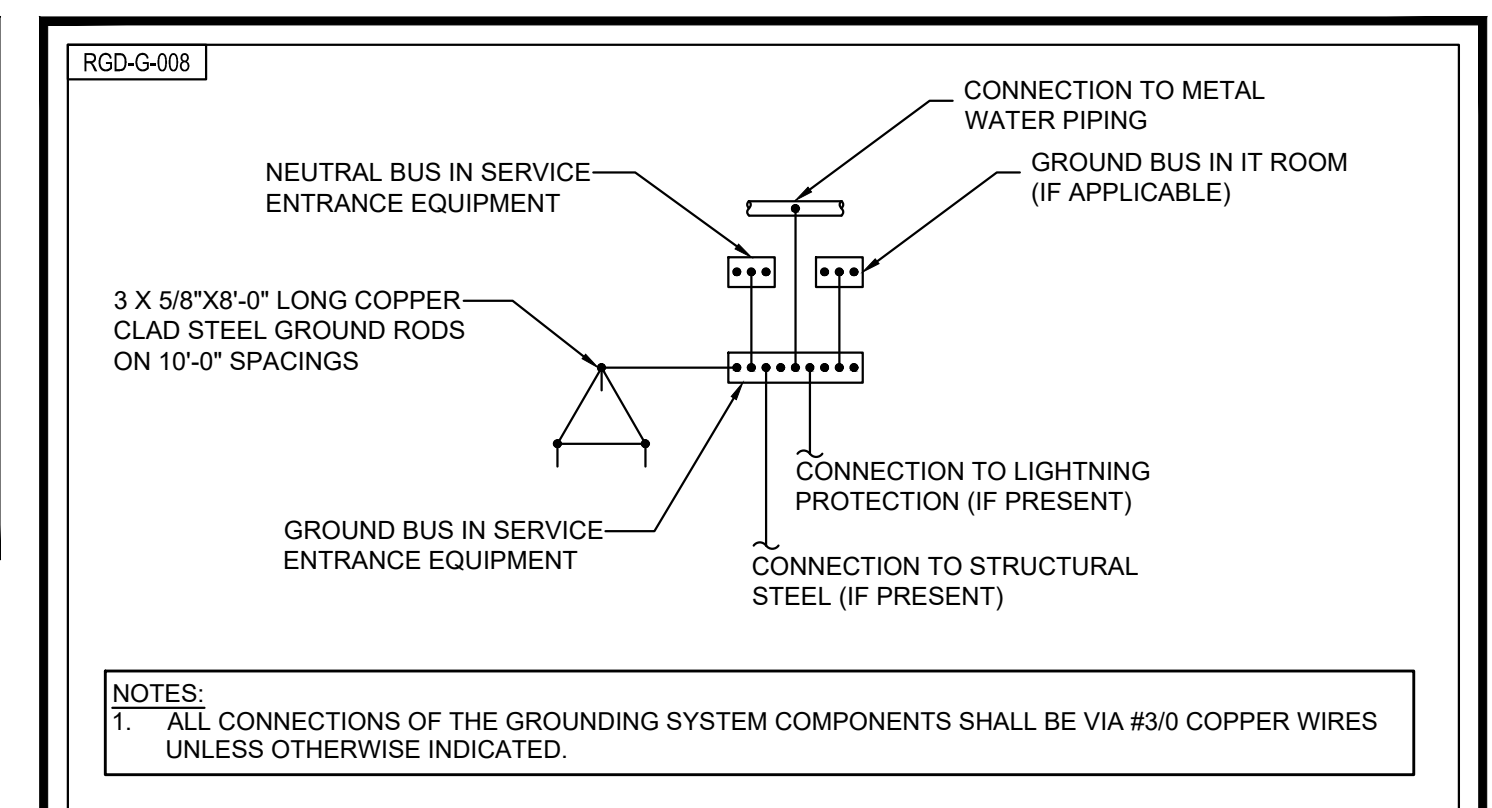 RGD-G-008
CONNECTION TO METAL
WATER PIPING
NEUTRAL BUS IN SERVICE
ENTRANCE EQUIPMENT
GROUND BUS IN IT ROOM
(IF APPLICABLE)
3 X 5/8"X8'-0" LONG COPPER
CLAD STEEL GROUND RODS
ON 10'-0" SPACINGS
CONNECTION TO LIGHTNING
PROTECTION (IF PRESENT)
GROUND BUS IN SERVICE
ENTRANCE EQUIPMENT
CONNECTION TO STRUCTURAL
STEEL (IF PRESENT)
NOTES:
1. ALL CONNECTIONS OF THE GROUNDING SYSTEM COMPONENTS SHALL BE VIA #3/0 COPPER WIRES
UNLESS OTHERWISE INDICATED.